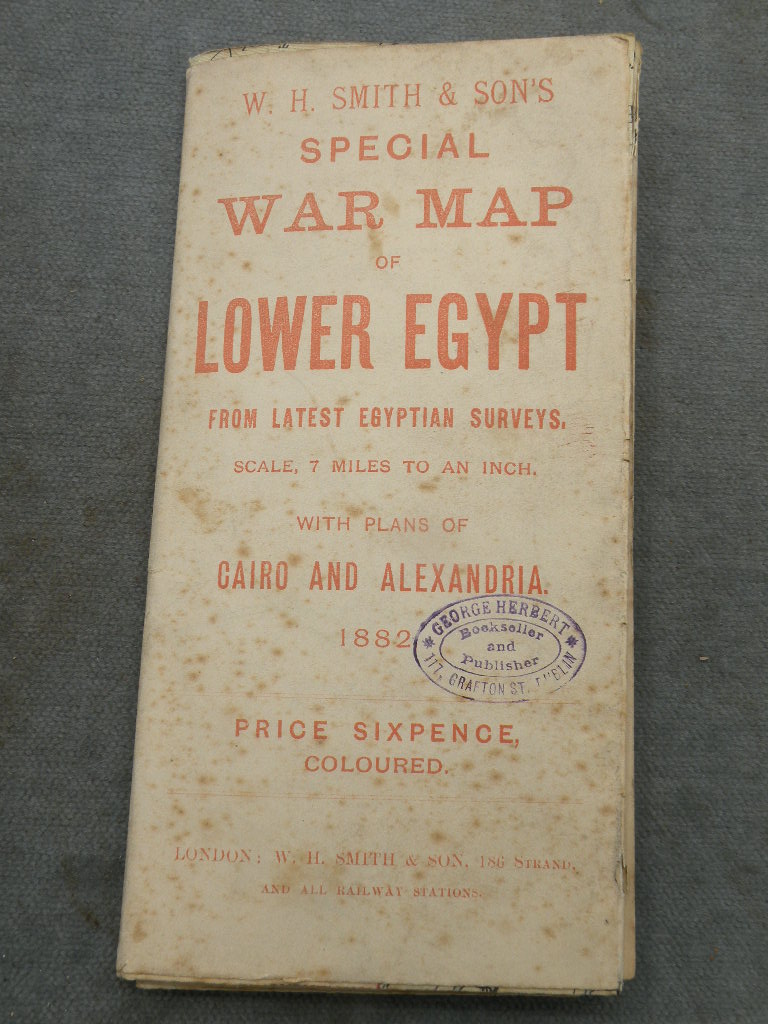 W. H. SMITH & SON'S
SPECIAL
WAR MAP
OF
LOWER EGYPT
FROM LATEST EGYPTIAN SURVEYS.
SCALE, 7 MILES TO AN INCH.
WITH PLANS OF
CAIRO AND ALEXANDRIA.
1882
GEORGE HERBERT
Bookseller
and
Publisher
117, GRAFTON ST. DUBLIN
PRICE SIXPENCE,
COLOURED.
LONDON: W. H. SMITH & SON, 186 STRAND,
AND ALL RAILWAY STATIONS.